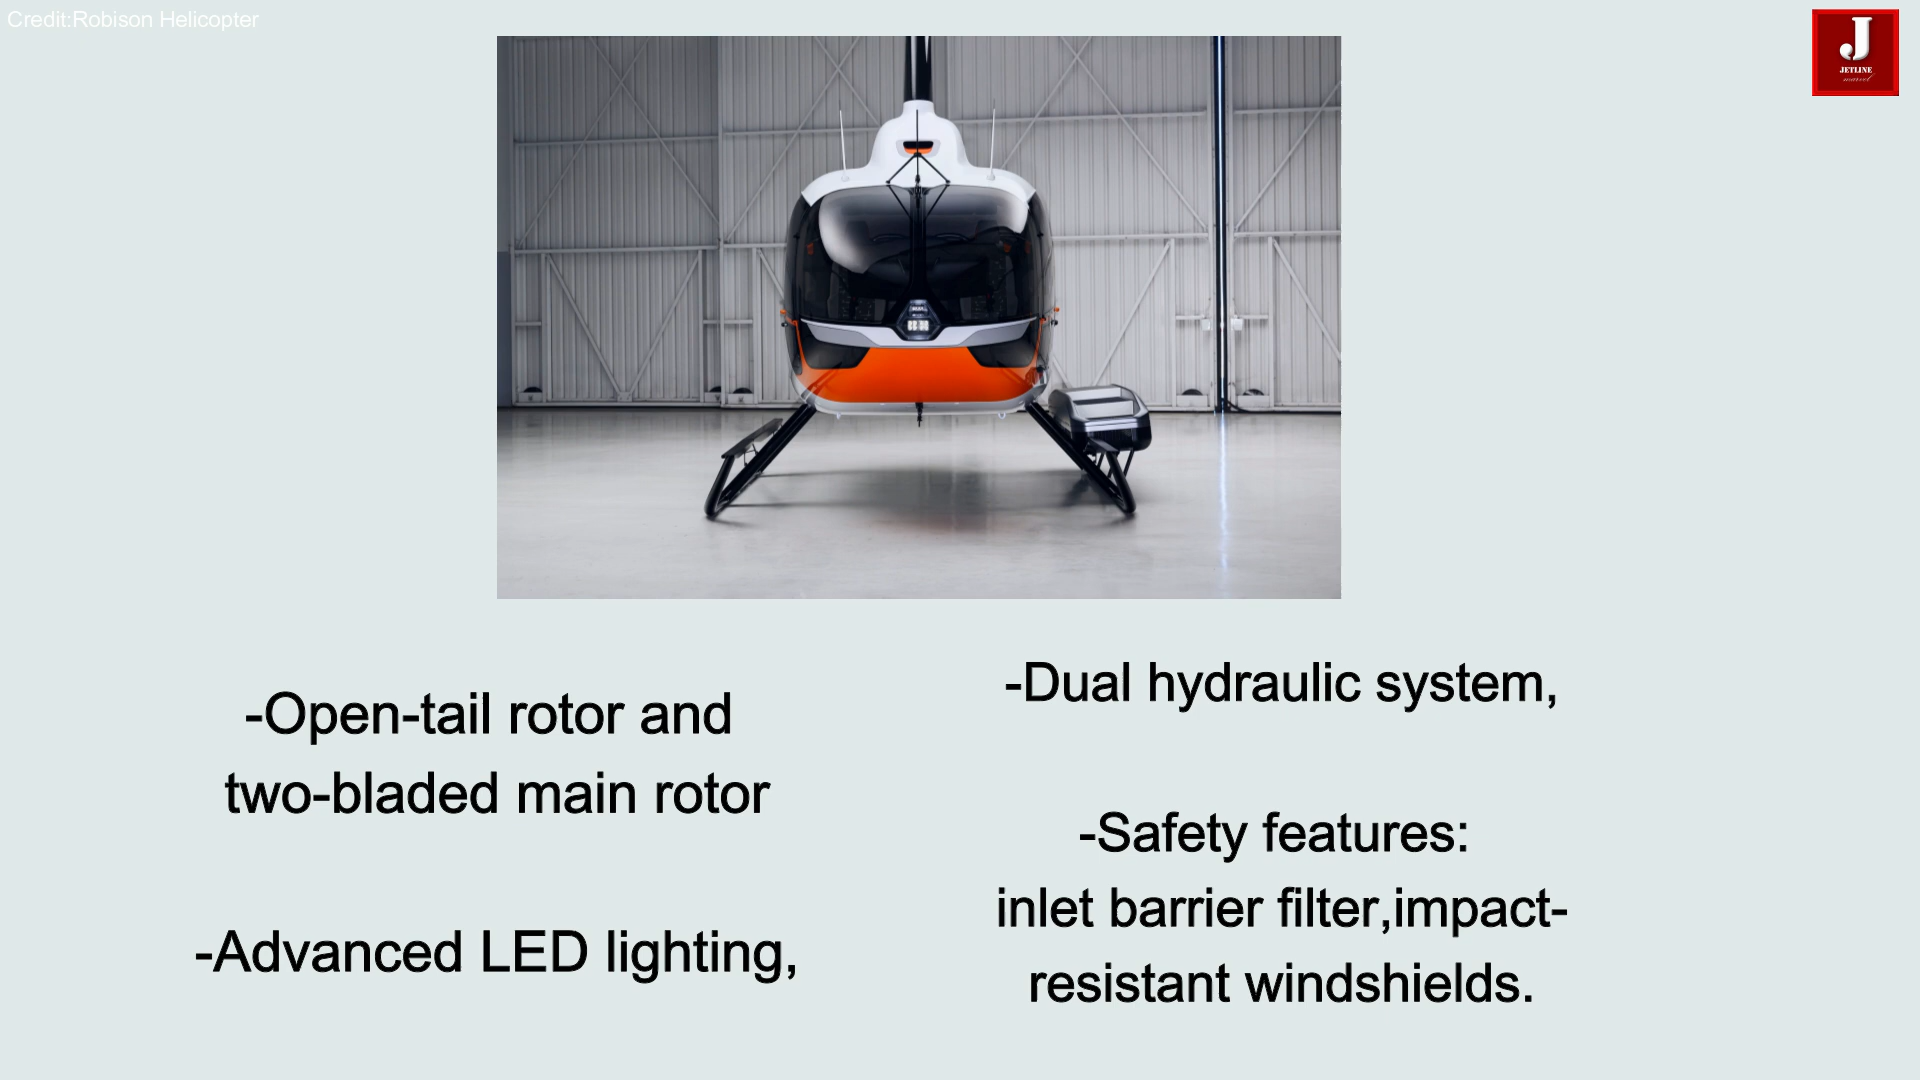 Credit:Robison Helicopter
J
JETLINE
marvel
-Open-tail rotor and
two-bladed main rotor
-Advanced LED lighting,
-Dual hydraulic system,
-Safety features:
inlet barrier filter,impact-
resistant windshields.